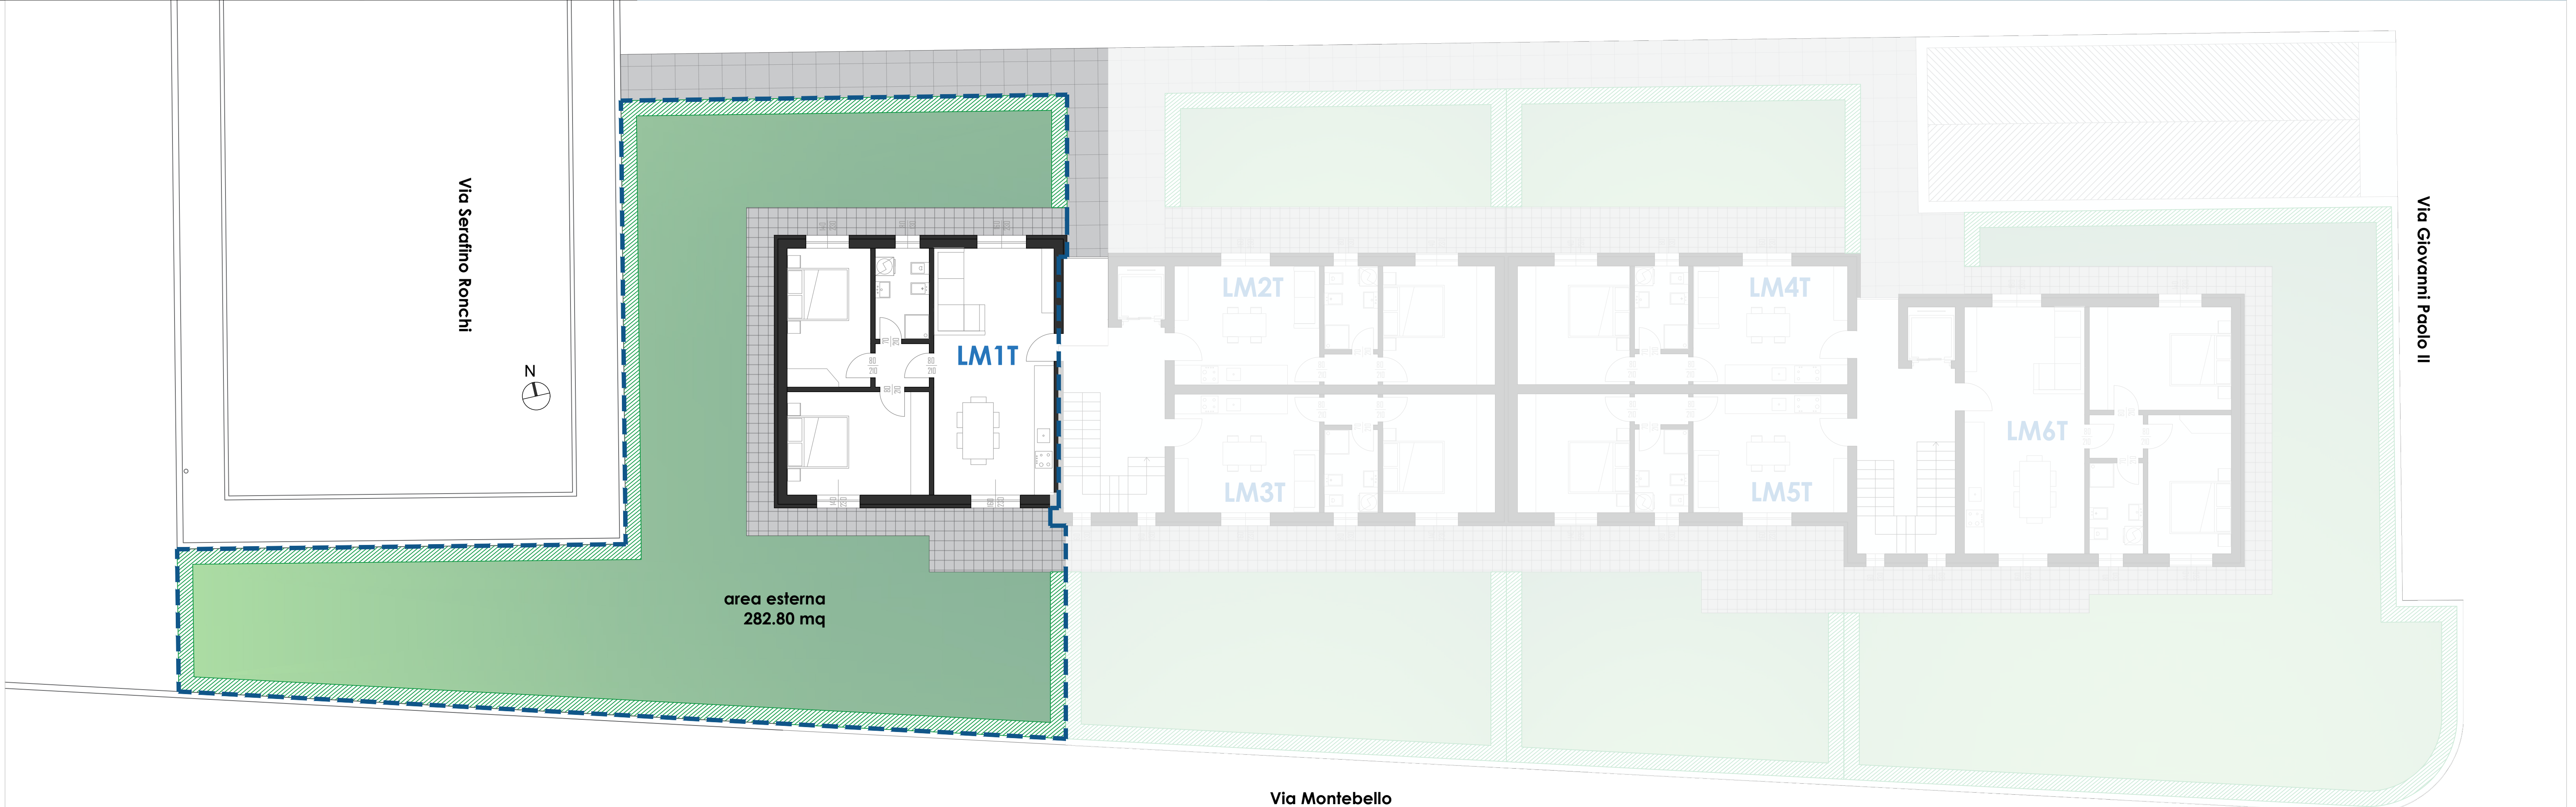 Via Serafino Ronchi
N
LM1T
LM2T
LM3T
LM4T
LM5T
LM6T
Via Giovanni Paolo II
area esterna
282.80 mq
Via Montebello